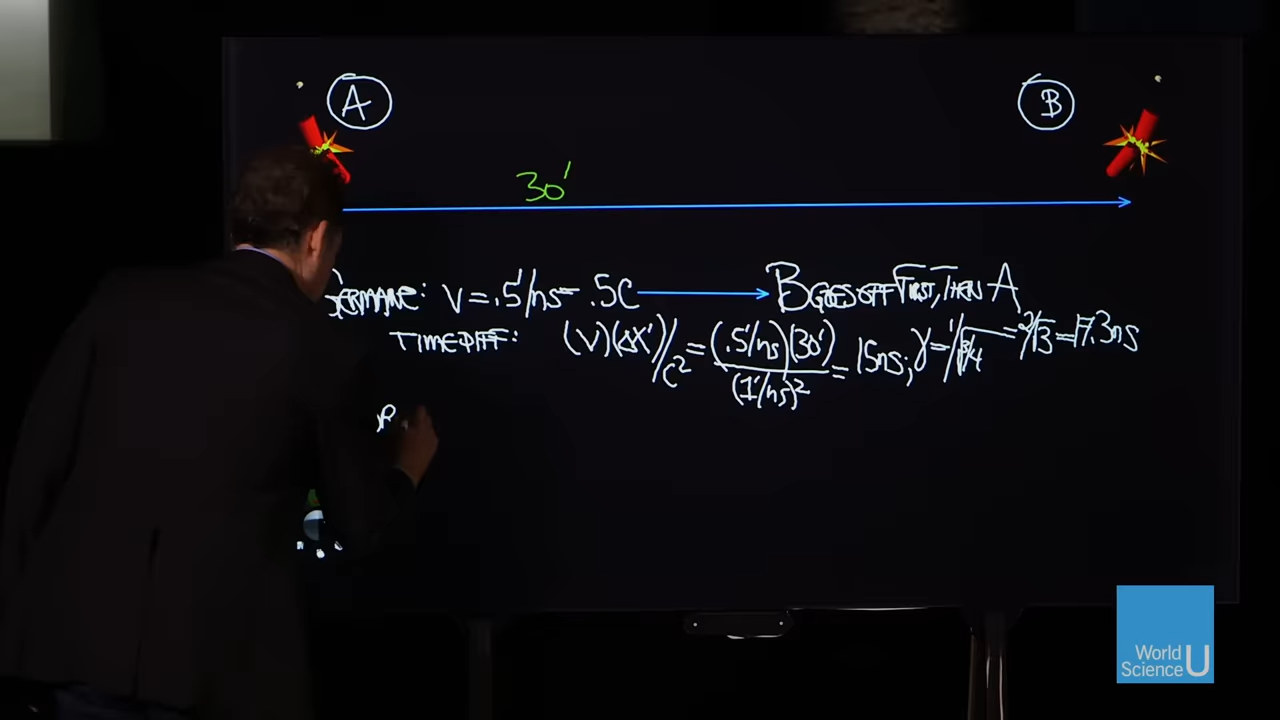 A
B
30'
GERMAINE: V = .5'/ns = .5C → B GOES OFF FIRST, THEN A
TIME DIFF: (V)(ΔX')/C² = (.5'/ns)(30')/(1'/ns)² = 15ns; γ = 1/√3/4 = 2/√3 = 17.3ns
World
Science U